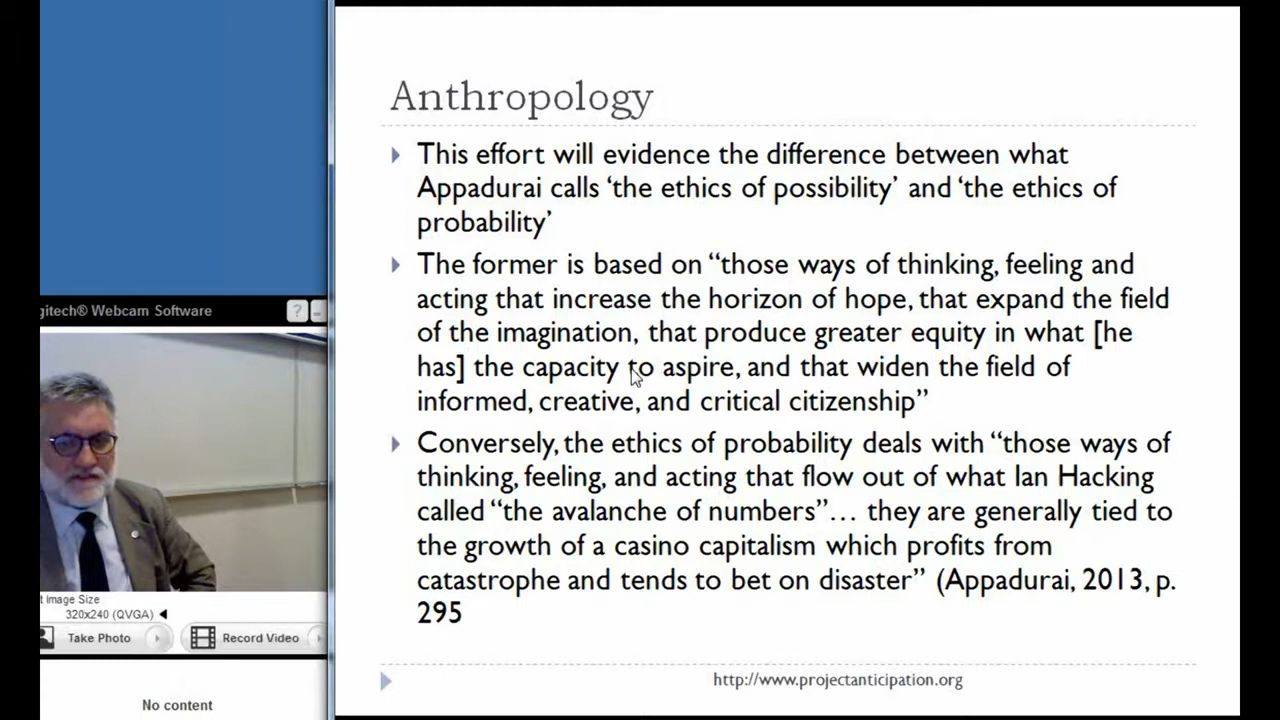 Anthropology
This effort will evidence the difference between what
Appadurai calls ‘the ethics of possibility’ and ‘the ethics of
probability’
The former is based on “those ways of thinking, feeling and
acting that increase the horizon of hope, that expand the field
of the imagination, that produce greater equity in what [he
has] the capacity to aspire, and that widen the field of
informed, creative, and critical citizenship”
Conversely, the ethics of probability deals with “those ways of
thinking, feeling, and acting that flow out of what Ian Hacking
called “the avalanche of numbers”… they are generally tied to
the growth of a casino capitalism which profits from
catastrophe and tends to bet on disaster” (Appadurai, 2013, p.
295
http://www.projectanticipation.org
gitech® Webcam Software
t Image Size
320x240 (QVGA)
Take Photo
Record Video
No content